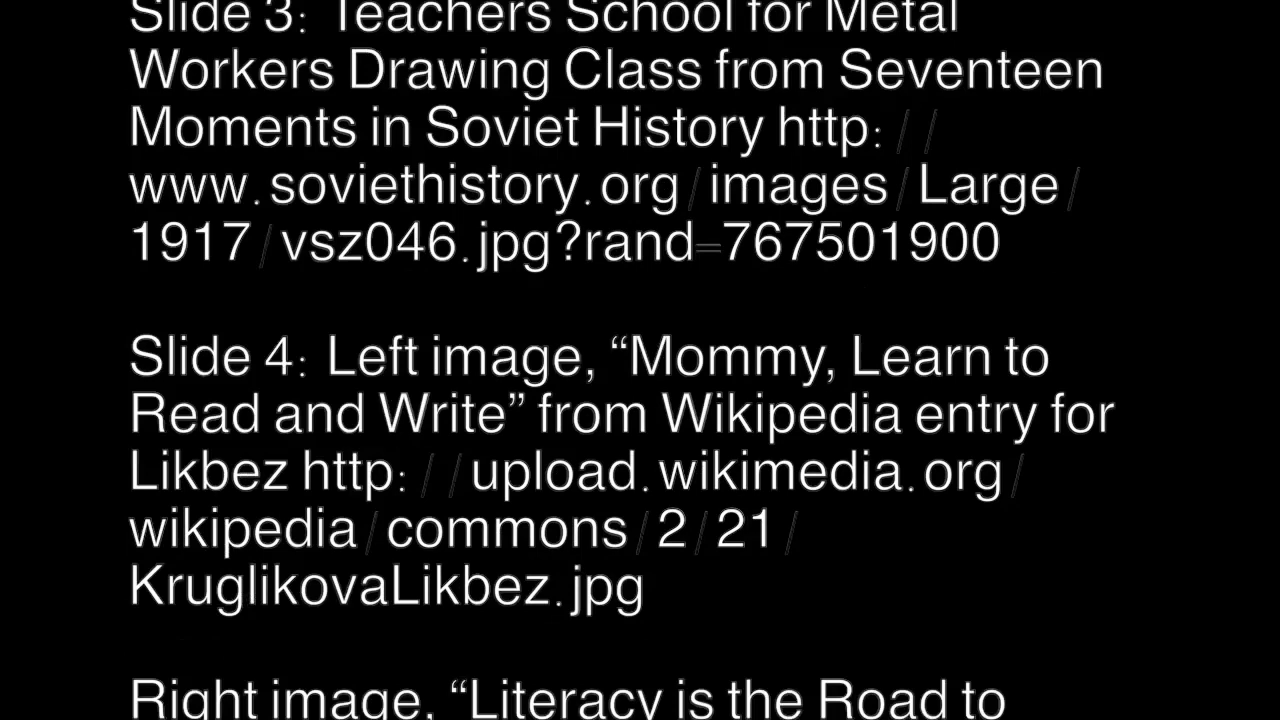 Slide 3: Teachers School for Metal
Workers Drawing Class from Seventeen
Moments in Soviet History http://
www.soviethistory.org/images/Large/
1917/vsz046.jpg?rand=767501900
Slide 4: Left image, “Mommy, Learn to
Read and Write” from Wikipedia entry for
Likbez http://upload.wikimedia.org/
wikipedia/commons/2/21/
KruglikovaLikbez.jpg
Right image, “Literacy is the Road to